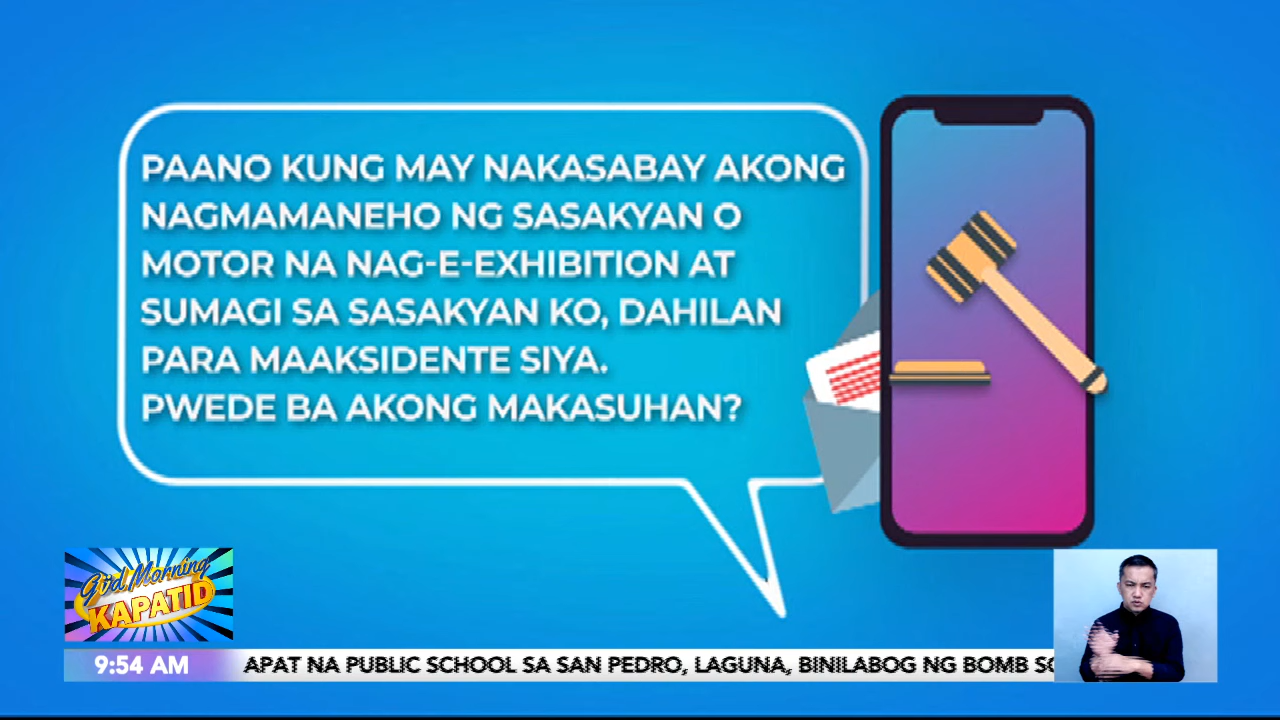 PAANO KUNG MAY NAKASABAY AKONG
NAGMAMANEHO NG SASAKYAN O
MOTOR NA NAG-E-EXHIBITION AT
SUMAGI SA SASAKYAN KO, DAHILAN
PARA MAAKSIDENTE SIYA.
PWEDE BA AKONG MAKASUHAN?
Gud Morning
KAPATID
9:54 AM
APAT NA PUBLIC SCHOOL SA SAN PEDRO, LAGUNA, BINILABOG NG BOMB